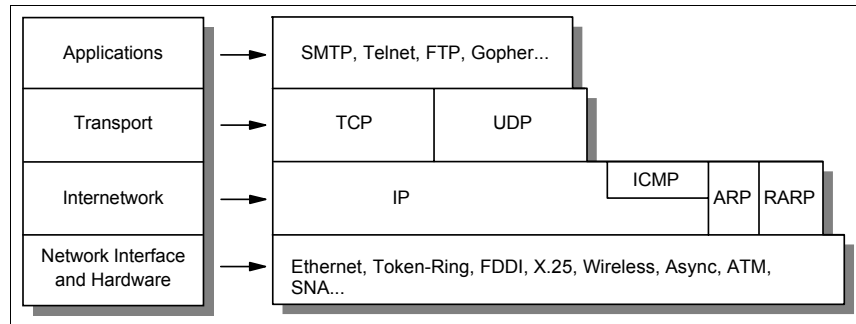 Applications
SMTP, Telnet, FTP, Gopher...
Transport
TCP
UDP
Internetwork
IP
ICMP
ARP
RARP
Network Interface
and Hardware
Ethernet, Token-Ring, FDDI, X.25, Wireless, Async, ATM,
SNA...